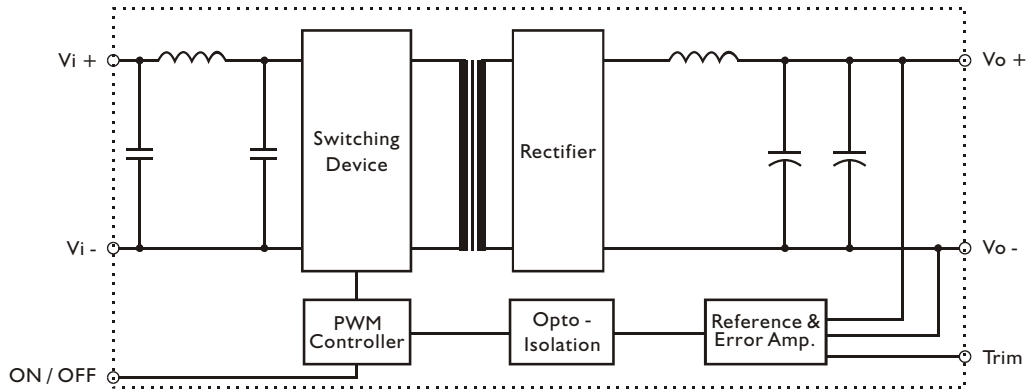 Vi +
Switching
Device
Rectifier
Vo +
Vi -
Vo -
PWM
Controller
Opto -
Isolation
Reference &
Error Amp.
Trim
ON / OFF